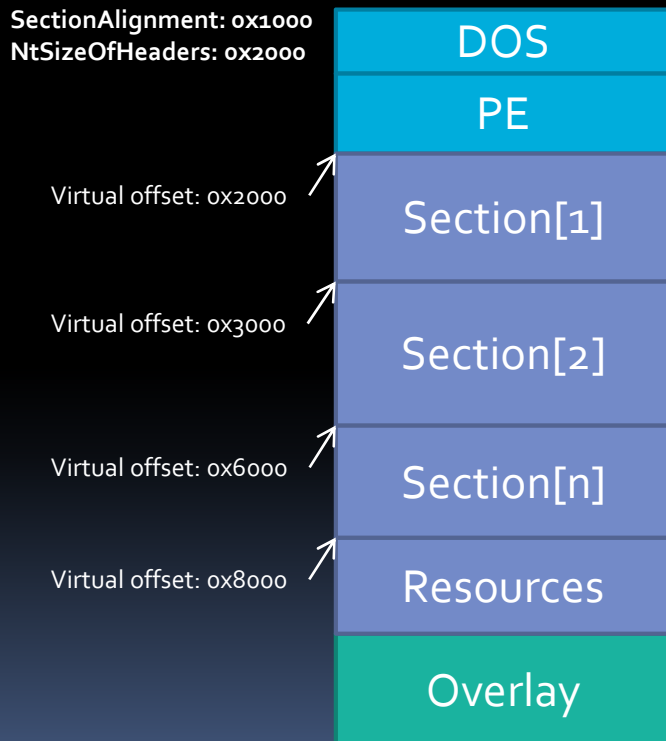 SectionAlignment: 0x1000
NtSizeOfHeaders: 0x2000
DOS
PE
Virtual offset: 0x2000
Section[1]
Virtual offset: 0x3000
Section[2]
Virtual offset: 0x6000
Section[n]
Virtual offset: 0x8000
Resources
Overlay